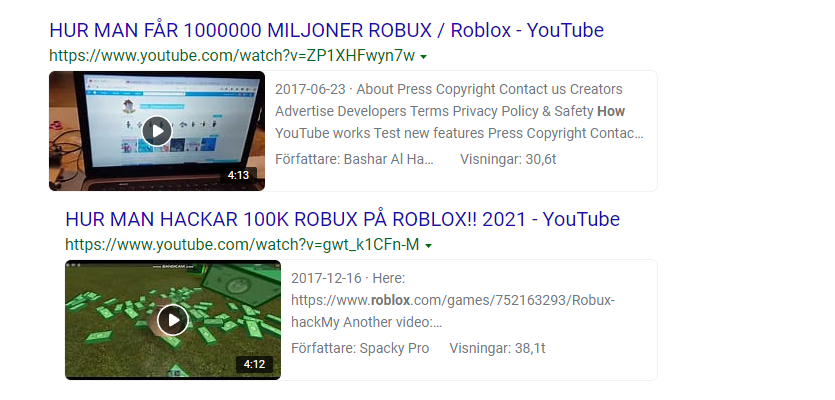 HUR MAN FÅR 1000000 MILJONER ROBUX / Roblox - YouTube
https://www.youtube.com/watch?v=ZP1XHFwyn7w
2017-06-23 · About Press Copyright Contact us Creators
Advertise Developers Terms Privacy Policy & Safety How
YouTube works Test new features Press Copyright Contac…
4:13
Författare: Bashar Al Ha… Visningar: 30,6t
HUR MAN HACKAR 100K ROBUX PÅ ROBLOX!! 2021 - YouTube
https://www.youtube.com/watch?v=gwt_k1CFn-M
BANDICAM
2017-12-16 · Here:
https://www.roblox.com/games/752163293/Robux-
hackMy Another video:…
4:12
Författare: Spacky Pro Visningar: 38,1t